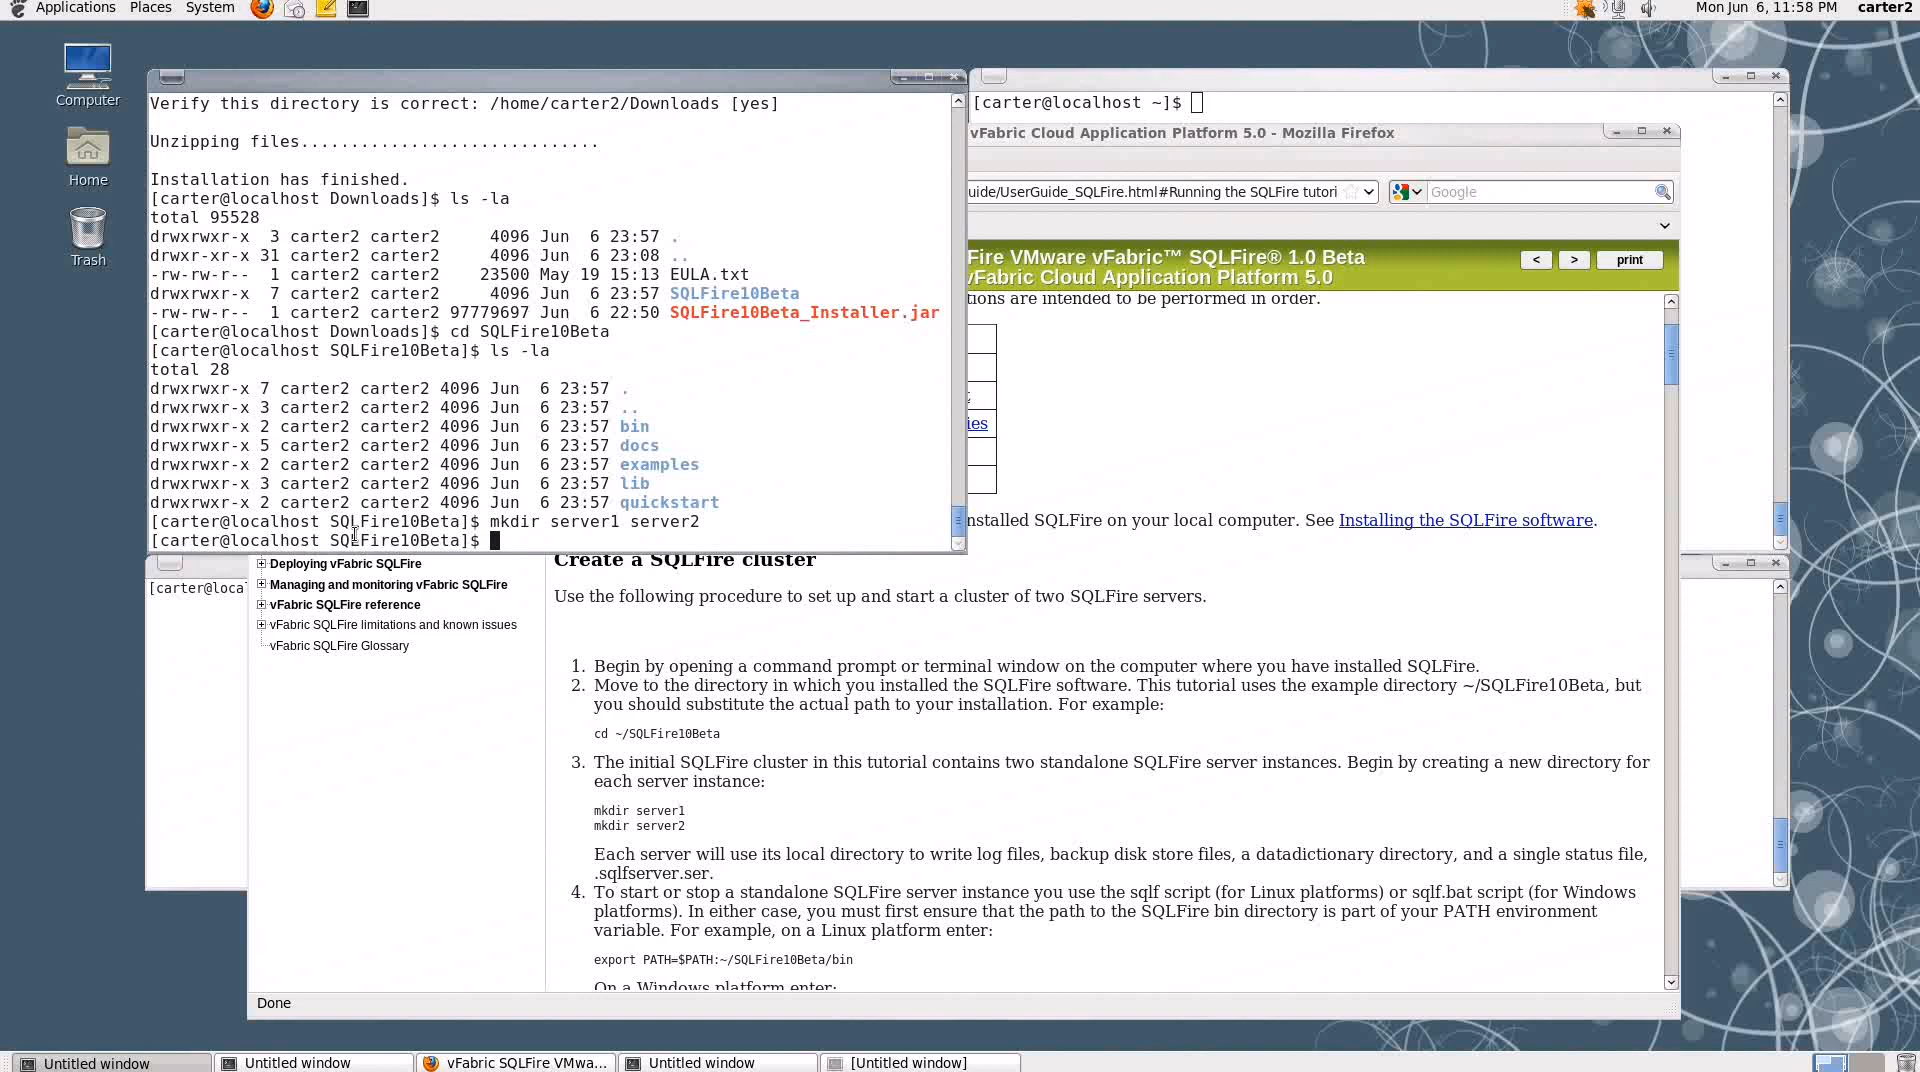 Applications Places System
Mon Jun 6, 11:58 PM carter2
Computer
Home
Trash
Verify this directory is correct: /home/carter2/Downloads [yes]
Unzipping files..............................
Installation has finished.
[carter@localhost Downloads]$ ls -la
total 95528
drwxrwxr-x 3 carter2 carter2 4096 Jun 6 23:57 .
drwxr-xr-x 31 carter2 carter2 4096 Jun 6 23:08 ..
-rw-rw-r-- 1 carter2 carter2 23500 May 19 15:13 EULA.txt
drwxrwxr-x 7 carter2 carter2 4096 Jun 6 23:57 SQLFire10Beta
-rw-rw-r-- 1 carter2 carter2 97797697 Jun 6 22:50 SQLFire10Beta_Installer.jar
[carter@localhost Downloads]$ cd SQLFire10Beta
[carter@localhost SQLFire10Beta]$ ls -la
total 28
drwxrwxr-x 7 carter2 carter2 4096 Jun 6 23:57 .
drwxrwxr-x 3 carter2 carter2 4096 Jun 6 23:57 ..
drwxrwxr-x 2 carter2 carter2 4096 Jun 6 23:57 bin
drwxrwxr-x 5 carter2 carter2 4096 Jun 6 23:57 docs
drwxrwxr-x 2 carter2 carter2 4096 Jun 6 23:57 examples
drwxrwxr-x 3 carter2 carter2 4096 Jun 6 23:57 lib
drwxrwxr-x 2 carter2 carter2 4096 Jun 6 23:57 quickstart
[carter@localhost SQLFire10Beta]$ mkdir server1 server2
[carter@localhost SQLFire10Beta]$
[carter@localhost ~]$
vFabric Cloud Application Platform 5.0 - Mozilla Firefox
uide/UserGuide_SQLFire.html#Running the SQLFire tutori
Google
Fire VMware vFabric™ SQLFire® 1.0 Beta
vFabric Cloud Application Platform 5.0
< > print
tions are intended to be performed in order.
ies
nstalled SQLFire on your local computer. See Installing the SQLFire software.
[carter@loca
Deploying vFabric SQLFire
Managing and monitoring vFabric SQLFire
vFabric SQLFire reference
vFabric SQLFire limitations and known issues
vFabric SQLFire Glossary
Create a SQLFire cluster
Use the following procedure to set up and start a cluster of two SQLFire servers.
1. Begin by opening a command prompt or terminal window on the computer where you have installed SQLFire.
2. Move to the directory in which you installed the SQLFire software. This tutorial uses the example directory ~/SQLFire10Beta, but
you should substitute the actual path to your installation. For example:
cd ~/SQLFire10Beta
3. The initial SQLFire cluster in this tutorial contains two standalone SQLFire server instances. Begin by creating a new directory for
each server instance:
mkdir server1
mkdir server2
Each server will use its local directory to write log files, backup disk store files, a datadictionary directory, and a single status file,
.sqlfserver.ser.
4. To start or stop a standalone SQLFire server instance you use the sqlf script (for Linux platforms) or sqlf.bat script (for Windows
platforms). In either case, you must first ensure that the path to the SQLFire bin directory is part of your PATH environment
variable. For example, on a Linux platform enter:
export PATH=$PATH:~/SQLFire10Beta/bin
On a Windows platform enter:
Done
Untitled window
Untitled window
vFabric SQLFire VMwa...
Untitled window
[Untitled window]